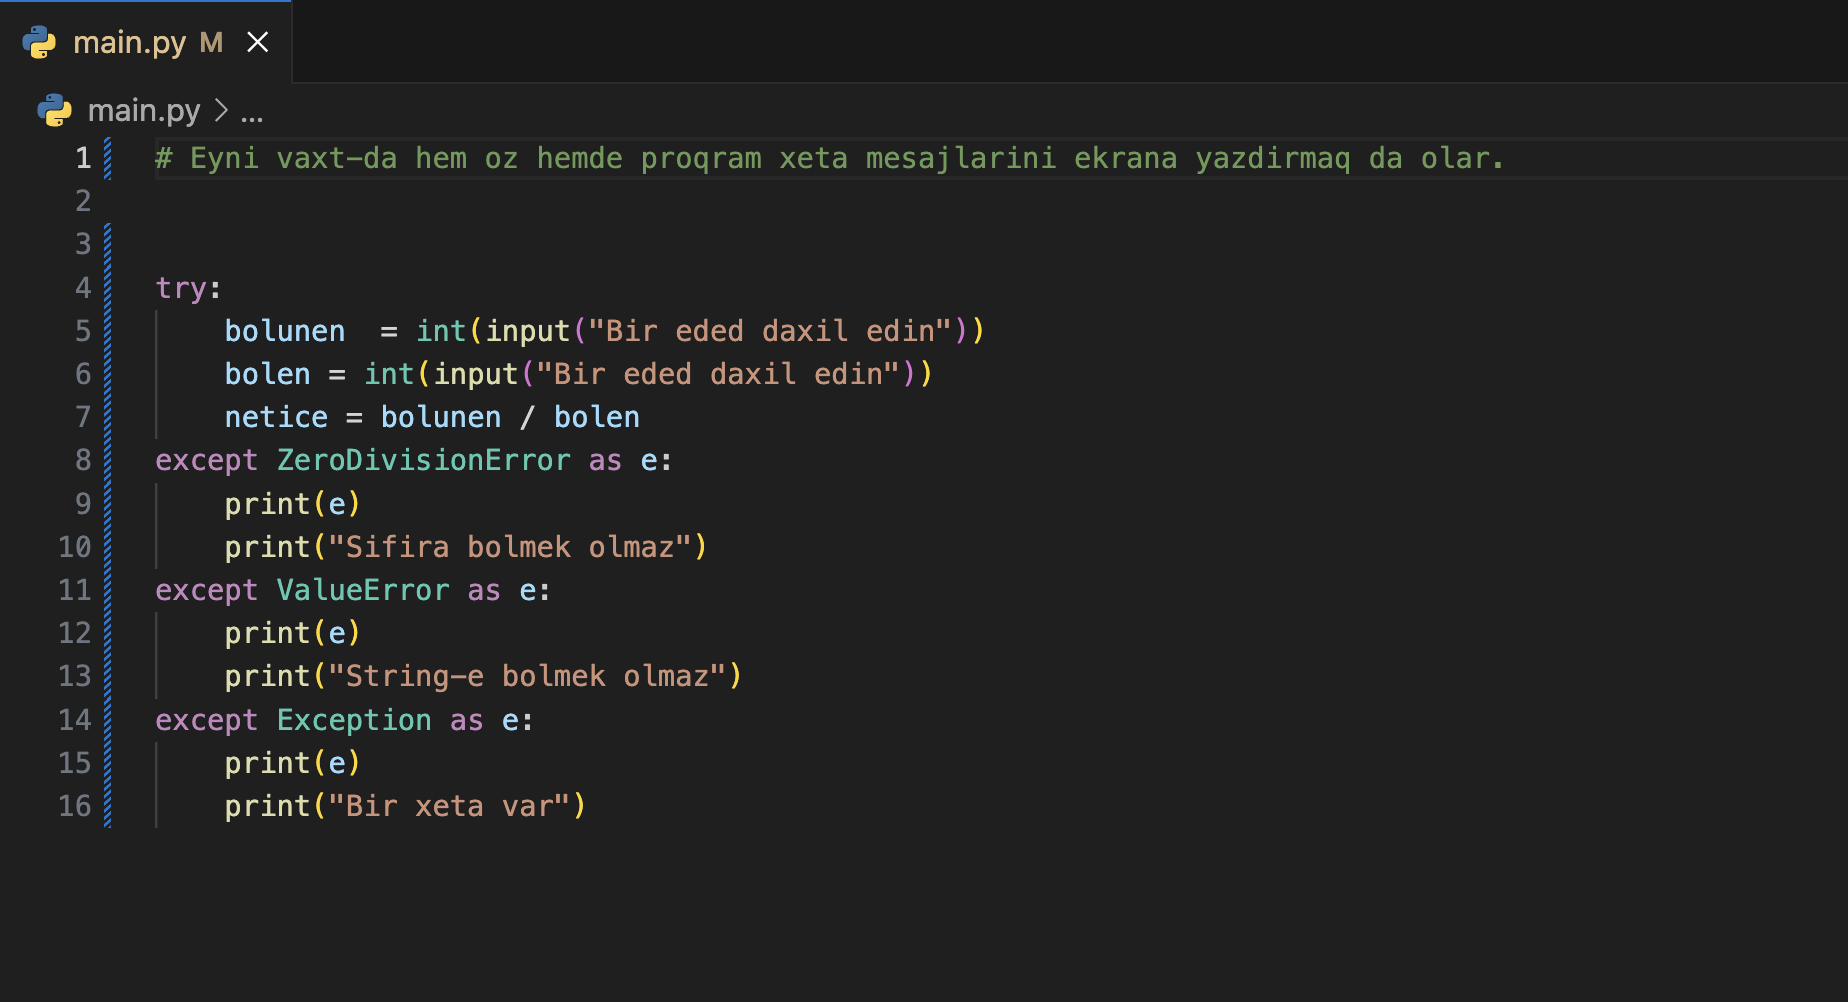 main.py M
main.py > ...
1 # Eyni vaxt-da hem oz hemde proqram xeta mesajlarini ekrana yazdirmaq da olar.
2
3
4 try:
5     bolunen  = int(input("Bir eded daxil edin"))
6     bolen = int(input("Bir eded daxil edin"))
7     netice = bolunen / bolen
8 except ZeroDivisionError as e:
9     print(e)
10     print("Sifira bolmek olmaz")
11 except ValueError as e:
12     print(e)
13     print("String-e bolmek olmaz")
14 except Exception as e:
15     print(e)
16     print("Bir xeta var")